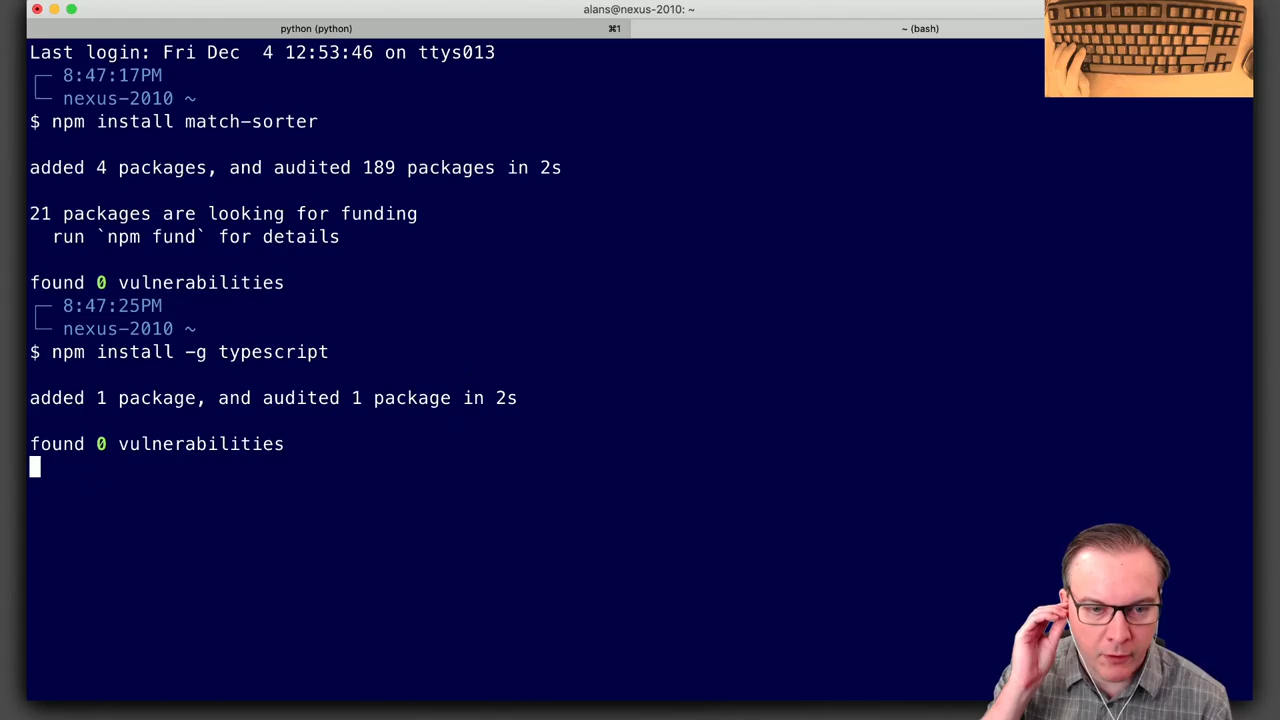 alans@nexus-2010: ~
python (python) ⌘1 ~ (bash)
Last login: Fri Dec  4 12:53:46 on ttys013
8:47:17PM
nexus-2010 ~
$ npm install match-sorter
added 4 packages, and audited 189 packages in 2s
21 packages are looking for funding
  run `npm fund` for details
found 0 vulnerabilities
8:47:25PM
nexus-2010 ~
$ npm install -g typescript
added 1 package, and audited 1 package in 2s
found 0 vulnerabilities